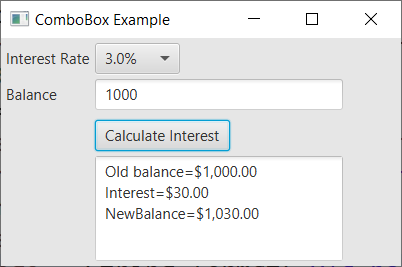 ComboBox Example
Interest Rate 3.0%
Balance 1000
Calculate Interest
Old balance=$1,000.00
Interest=$30.00
NewBalance=$1,030.00